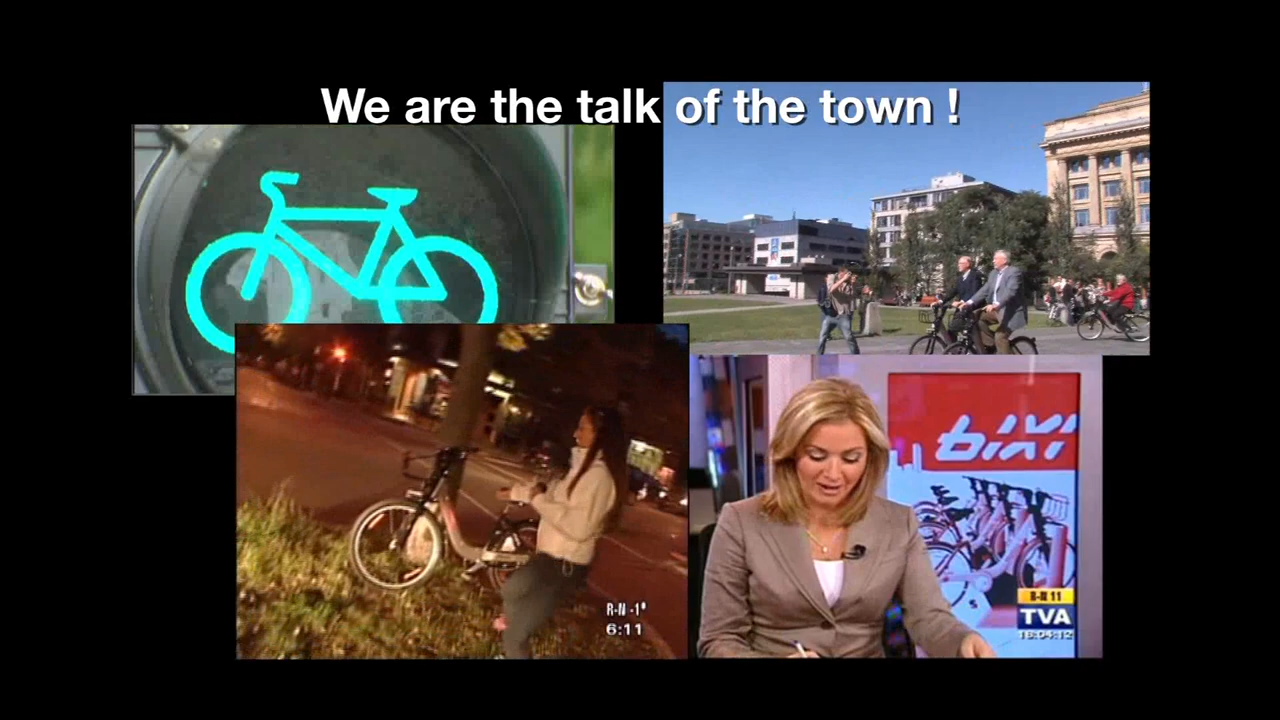 We are the talk of the town !
bixi
R-N -1°
6:11
R-N 11
TVA
18:04:12